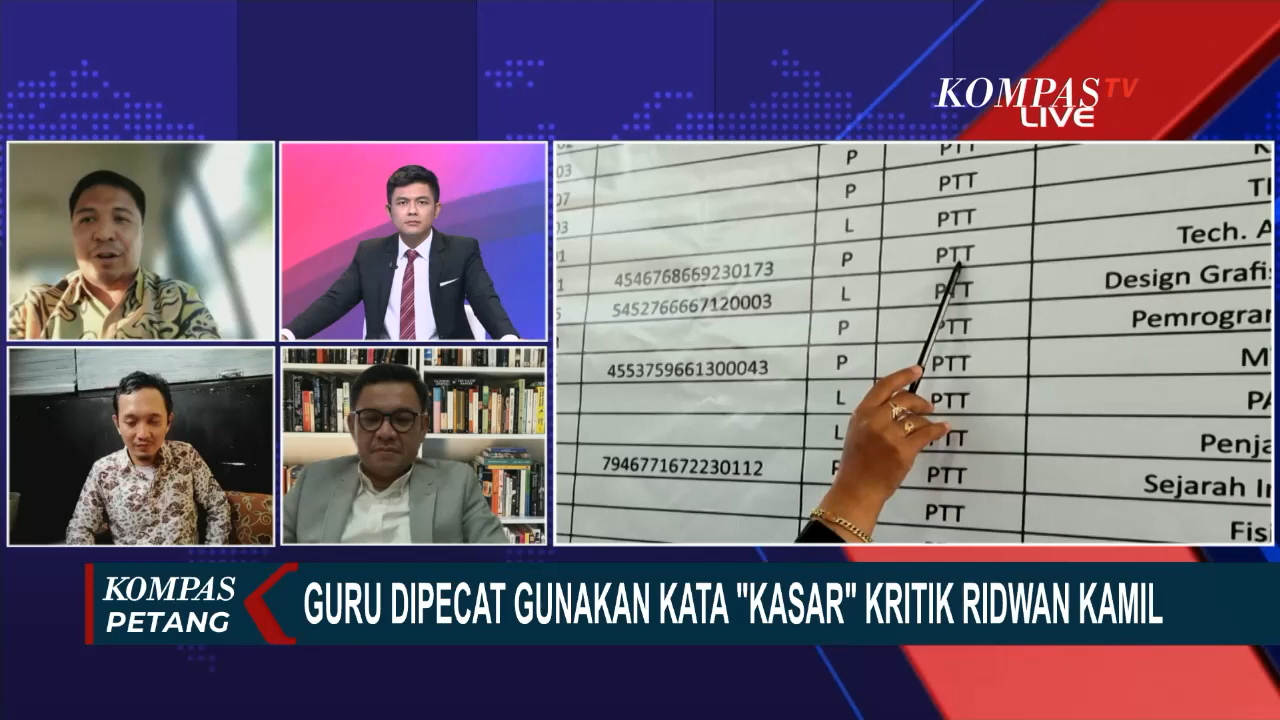 KOMPAS TV
LIVE
P PTT
P PTT
L PTT
4546768669230173 P PTT
5452766667120003 L PTT
P PTT
4553759661300043 P PTT
L PTT
L PTT
7946771672230112 PTT
PTT
Tech. A
Design Grafis
Pemrogram
Penja
Sejarah In
Fis
KOMPAS
PETANG
GURU DIPECAT GUNAKAN KATA "KASAR" KRITIK RIDWAN KAMIL